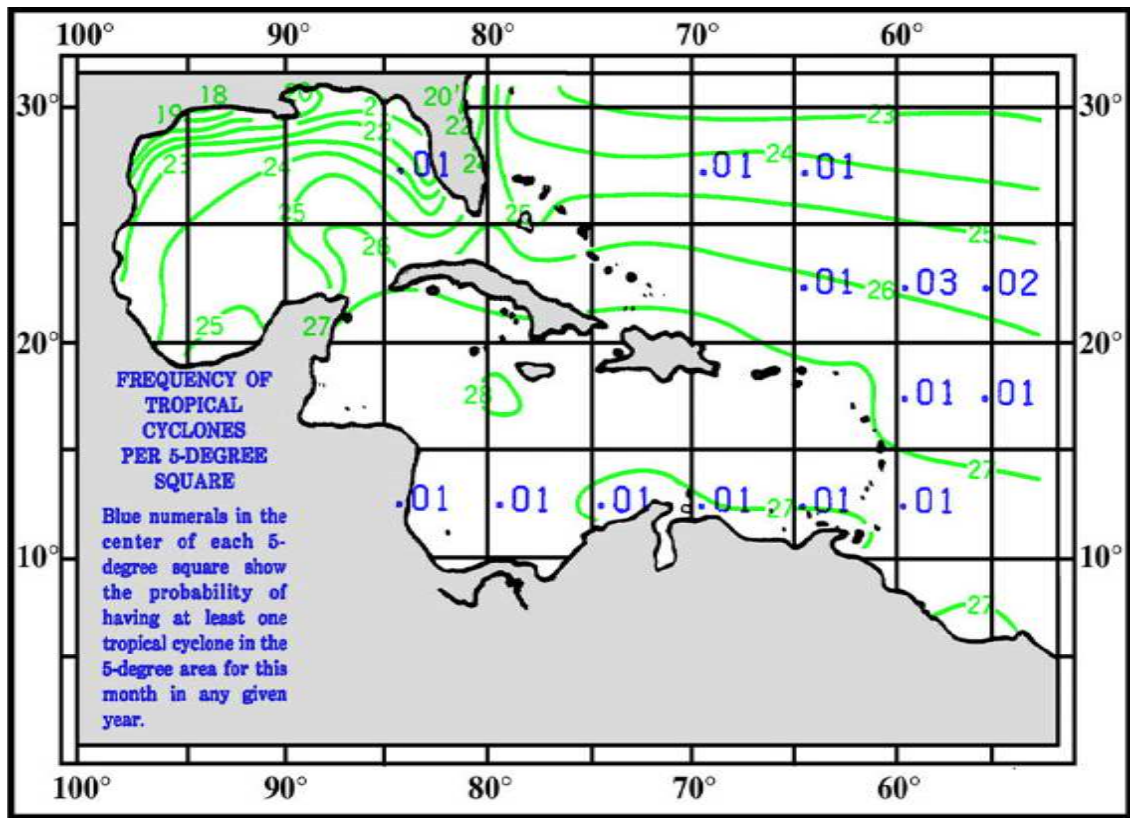 100° 90° 80° 70° 60°
18 20 20
30° 19 2 22 23 30°
23 22 24
24 .01 2 .01 .01
25 25 25
26 .01 26 .03 .02
25 27
20° 20°
FREQUENCY OF
TROPICAL
CYCLONES
PER 5-DEGREE
SQUARE
28 .01 .01
27
.01 .01 .01 .01 27 .01 .01
Blue numerals in the
center of each 5-
degree square show
the probability of
having at least one
tropical cyclone in the
5-degree area for this
month in any given
year.
10° 10°
27
100° 90° 80° 70° 60°